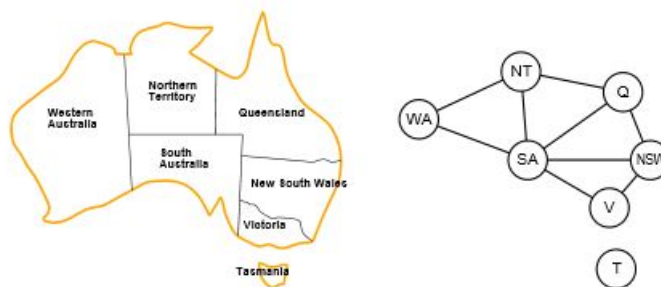 Northern
Territory
Western
Australia
Queensland
South
Australia
New South Wales
Victoria
Tasmania
NT
Q
WA
SA
NSW
V
T